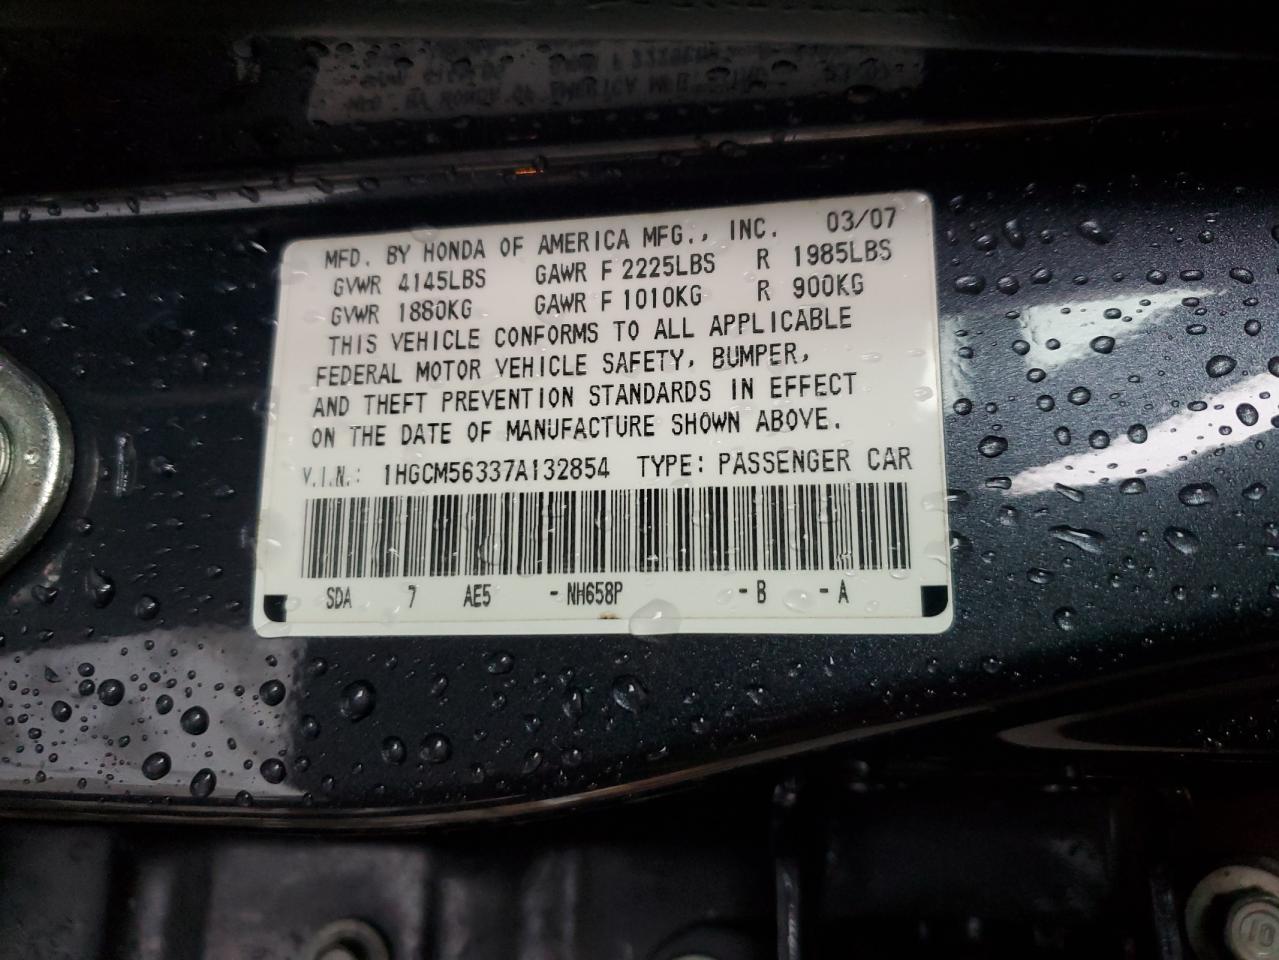 MFD. BY HONDA OF AMERICA MFG., INC. 03/07
GVWR 4145LBS GAWR F 2225LBS R 1985LBS
GVWR 1880KG GAWR F 1010KG R 900KG
THIS VEHICLE CONFORMS TO ALL APPLICABLE
FEDERAL MOTOR VEHICLE SAFETY, BUMPER,
AND THEFT PREVENTION STANDARDS IN EFFECT
ON THE DATE OF MANUFACTURE SHOWN ABOVE.
V.I.N.: 1HGCM56337A132854 TYPE: PASSENGER CAR
SDA 7 AE5 -NH658P -B -A
10